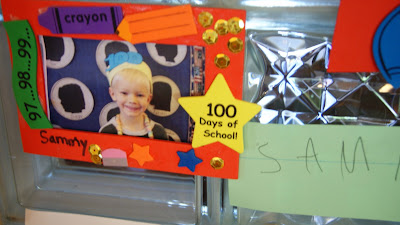 crayon
97...98...99...
100
Days of
School!
Sammy
SAM